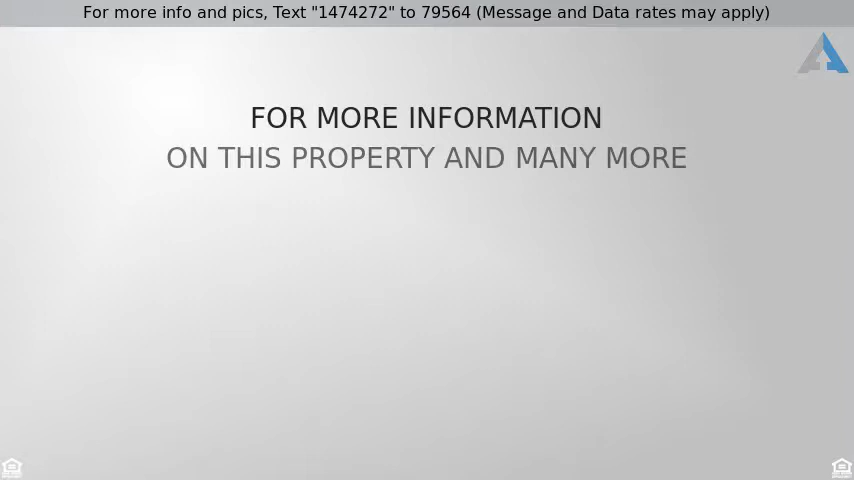 For more info and pics, Text "1474272" to 79564 (Message and Data rates may apply)
FOR MORE INFORMATION
ON THIS PROPERTY AND MANY MORE